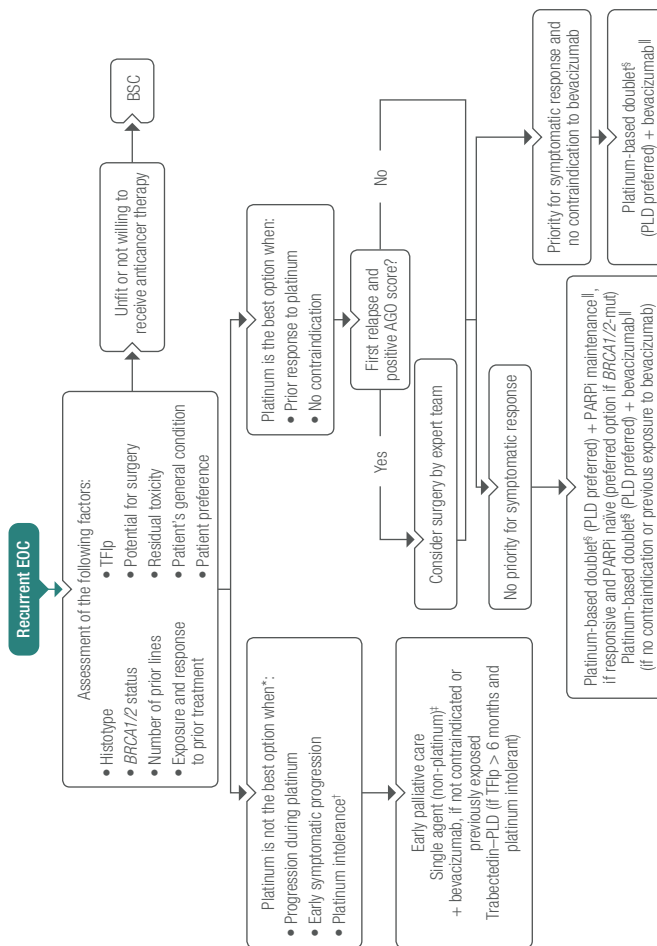 Recurrent EOC
Assessment of the following factors:
• Histotype
• BRCA1/2 status
• Number of prior lines
• Exposure and response
to prior treatment
• TFIp
• Potential for surgery
• Residual toxicity
• Patient's general condition
• Patient preference
Unfit or not willing to
receive anticancer therapy
BSC
Platinum is not the best option when*:
• Progression during platinum
• Early symptomatic progression
• Platinum intolerance†
Early palliative care
Single agent (non-platinum)‡
+ bevacizumab, if not contraindicated or
previously exposed
Trabectedin–PLD (if TFIp > 6 months and
platinum intolerant)
Platinum is the best option when:
• Prior response to platinum
• No contraindication
First relapse and
positive AGO score?
Yes
No
Consider surgery by expert team
No priority for symptomatic response
Platinum-based doublet§ (PLD preferred) + PARPi maintenance||,
if responsive and PARPi naïve (preferred option if BRCA1/2-mut)
Platinum-based doublet§ (PLD preferred) + bevacizumab||
(if no contraindication or previous exposure to bevacizumab)
Priority for symptomatic response and
no contraindication to bevacizumab
Platinum-based doublet§
(PLD preferred) + bevacizumab||